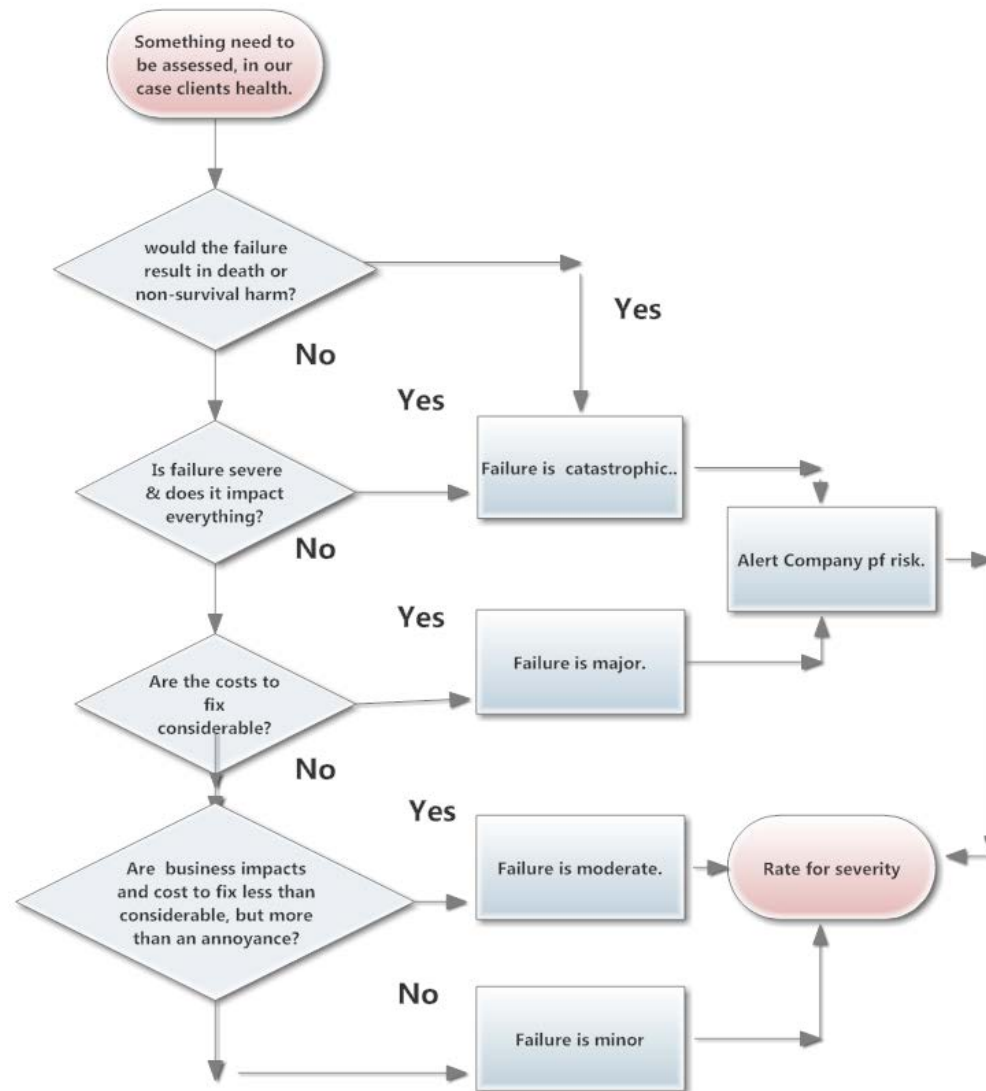 Something need to
be assessed, in our
case clients health.
would the failure
result in death or
non-survival harm?
Yes
No
Yes
Is failure severe
& does it impact
everything?
Failure is  catastrophic..
No
Alert Company pf risk.
Yes
Are the costs to
fix
considerable?
Failure is major.
No
Yes
Are  business impacts
and cost to fix less than
considerable, but more
than an annoyance?
Failure is moderate.
Rate for severity
No
Failure is minor